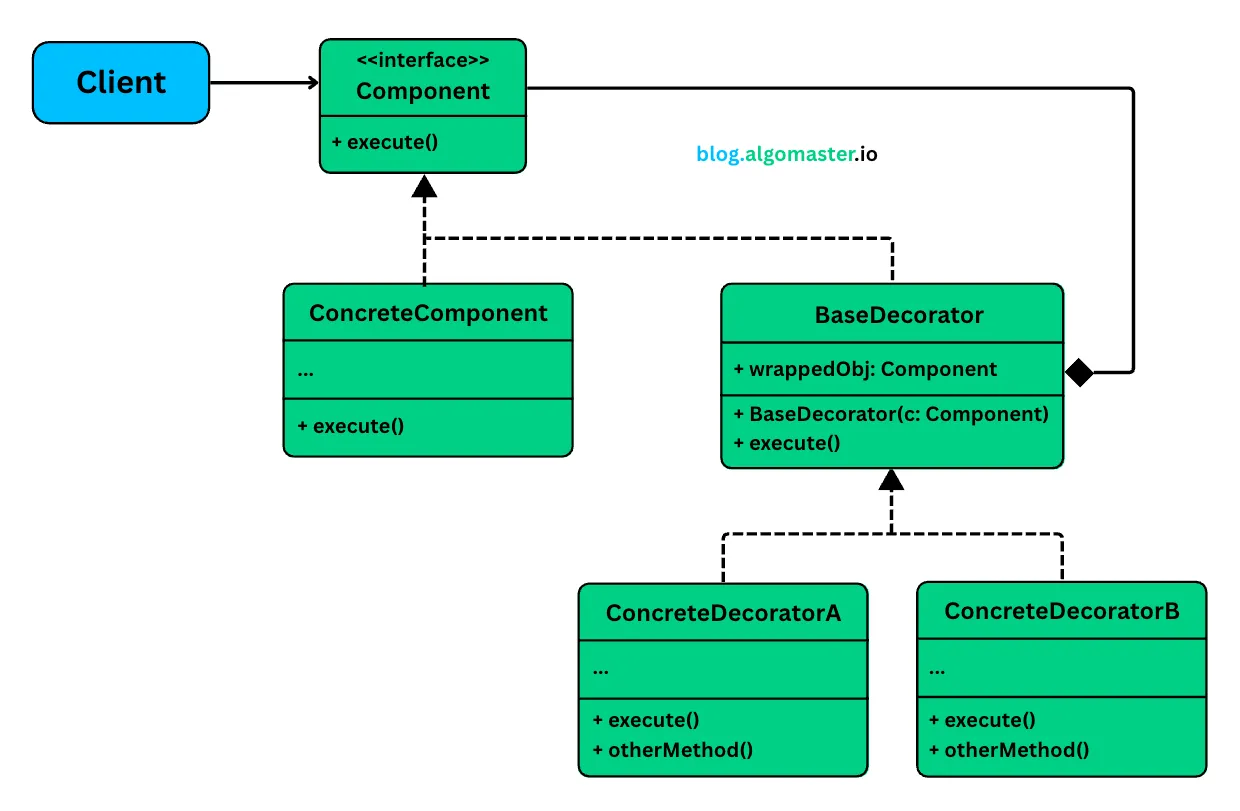 Client
<<interface>>
Component
+ execute()
blog.algomaster.io
ConcreteComponent
...
+ execute()
BaseDecorator
+ wrappedObj: Component
+ BaseDecorator(c: Component)
+ execute()
ConcreteDecoratorA
...
+ execute()
+ otherMethod()
ConcreteDecoratorB
...
+ execute()
+ otherMethod()